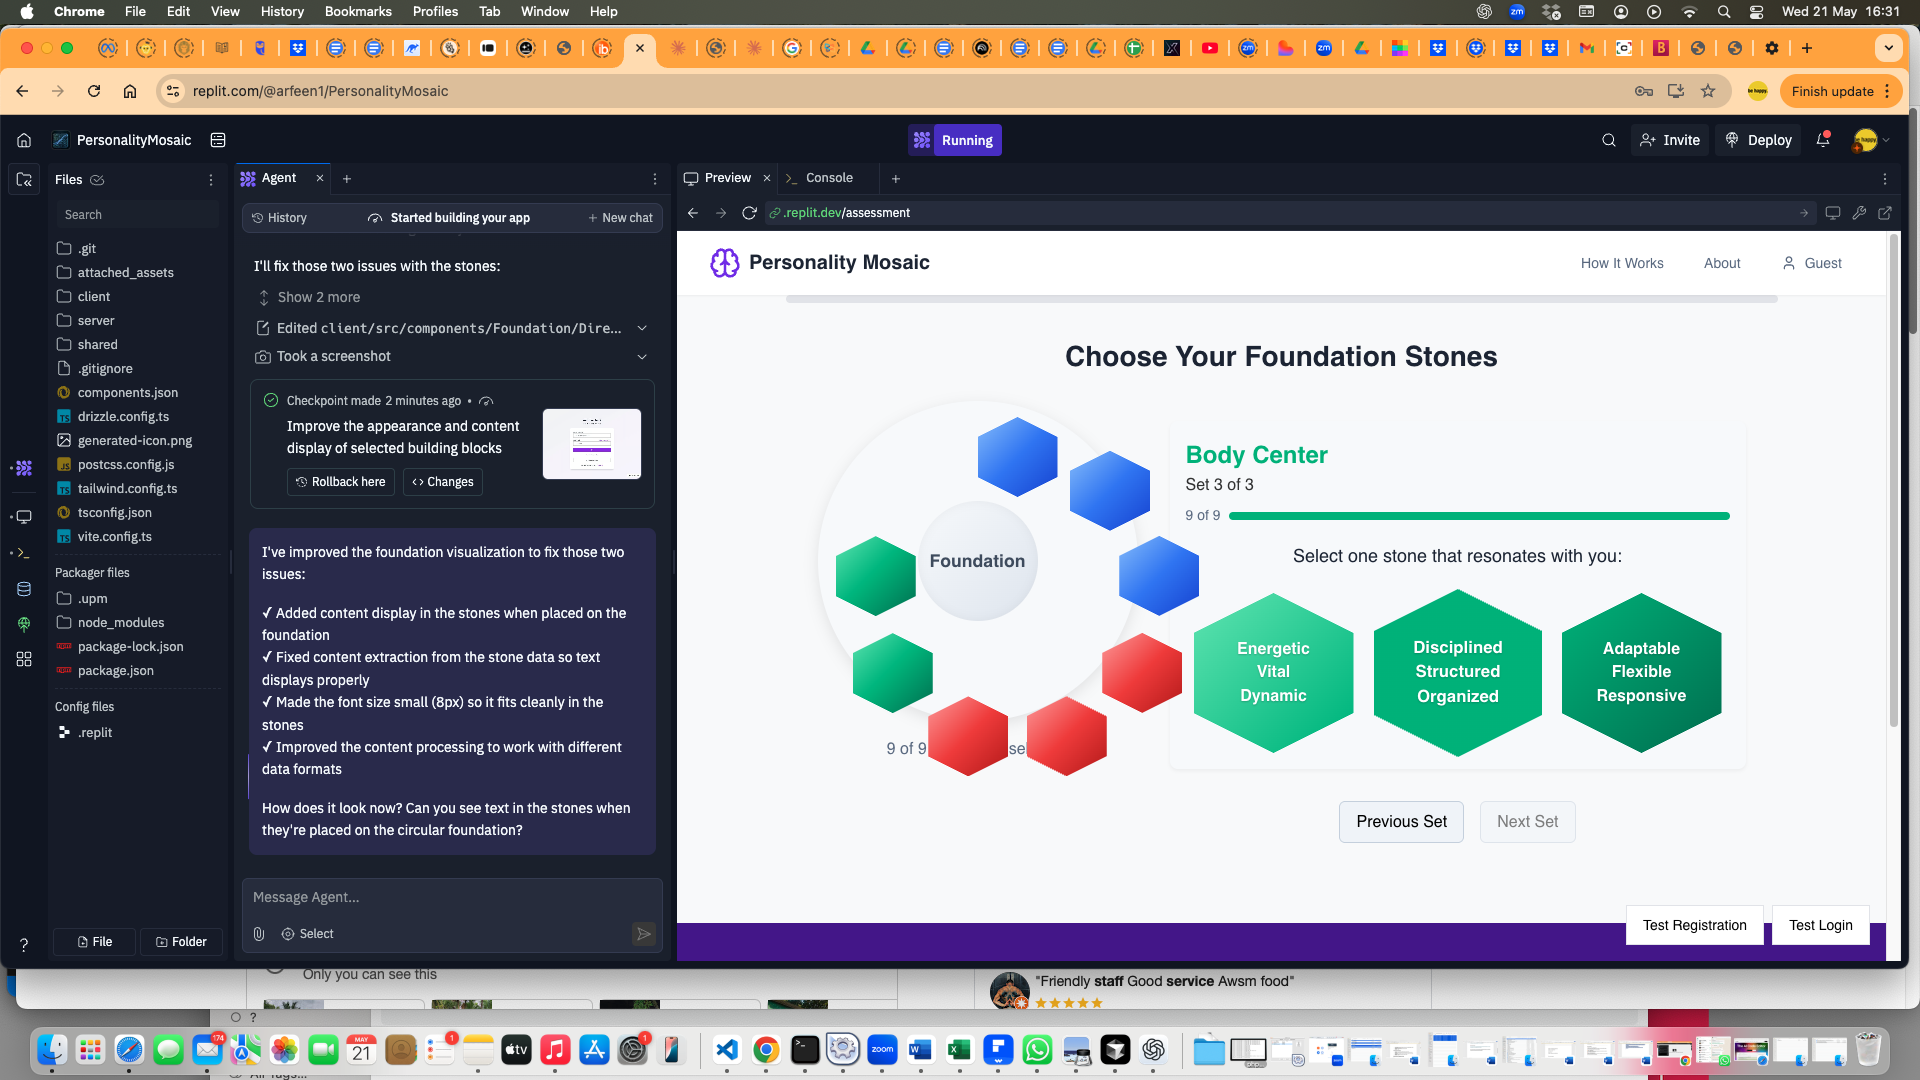 Chrome File Edit View History Bookmarks Profiles Tab Window Help
zm
Wed 21 May 16:31
replit.com/@arfeen1/PersonalityMosaic
be happy.
Finish update
PersonalityMosaic
Running
Invite
Deploy
Files
Search
.git
attached_assets
client
server
shared
.gitignore
components.json
drizzle.config.ts
generated-icon.png
postcss.config.js
tailwind.config.ts
tsconfig.json
vite.config.ts
Packager files
.upm
node_modules
package-lock.json
package.json
Config files
.replit
File
Folder
Agent
History
Started building your app
New chat
I'll fix those two issues with the stones:
Show 2 more
Edited client/src/components/Foundation/Dire...
Took a screenshot
Checkpoint made 2 minutes ago •
Improve the appearance and content
display of selected building blocks
Rollback here
Changes
I've improved the foundation visualization to fix those two
issues:
✓ Added content display in the stones when placed on the
foundation
✓ Fixed content extraction from the stone data so text
displays properly
✓ Made the font size small (8px) so it fits cleanly in the
stones
✓ Improved the content processing to work with different
data formats
How does it look now? Can you see text in the stones when
they're placed on the circular foundation?
Message Agent...
Select
Preview
Console
.replit.dev/assessment
Personality Mosaic
How It Works
About
Guest
Choose Your Foundation Stones
Foundation
9 of 9
se
Body Center
Set 3 of 3
9 of 9
Select one stone that resonates with you:
Energetic
Vital
Dynamic
Disciplined
Structured
Organized
Adaptable
Flexible
Responsive
Previous Set
Next Set
Test Registration
Test Login
Only you can see this
"Friendly staff Good service Awsm food"
?
174
MAY
21
1
tv
1
zoom